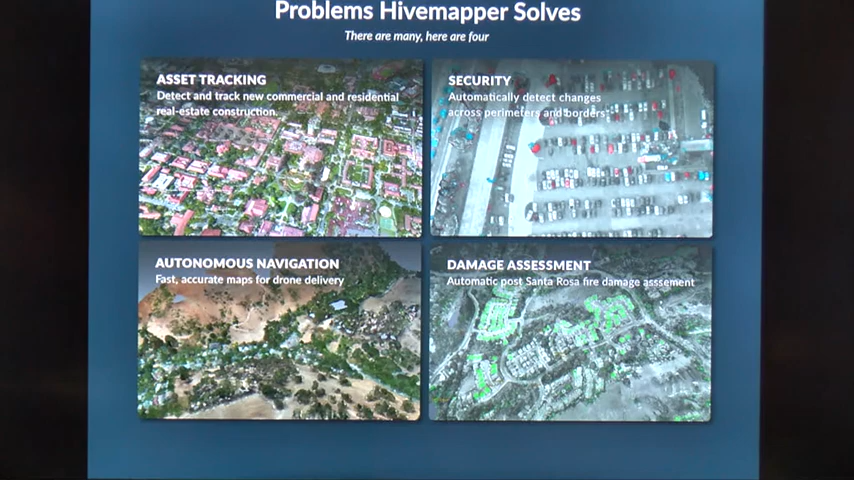 Problems Hivemapper Solves
There are many, here are four
ASSET TRACKING
Detect and track new commercial and residential
real-estate construction.
SECURITY
Automatically detect changes
across perimeters and borders
AUTONOMOUS NAVIGATION
Fast, accurate maps for drone delivery
DAMAGE ASSESSMENT
Automatic post Santa Rosa fire damage assement